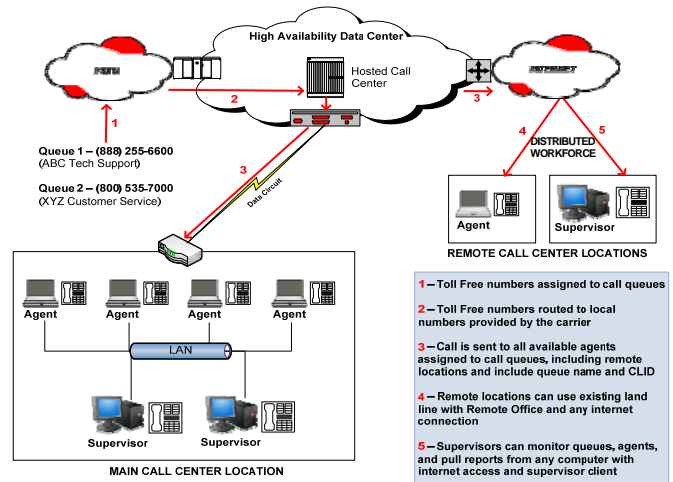 High Availability Data Center
PSTN
Hosted Call
Center
INTERNET
2
3
1
4
5
DISTRIBUTED
WORKFORCE
Queue 1 – (888) 255-6600
(ABC Tech Support)
Queue 2 – (800) 535-7000
(XYZ Customer Service)
3
Data Circuit
Agent
Supervisor
REMOTE CALL CENTER LOCATIONS
Agent
Agent
Agent
Agent
LAN
Supervisor
Supervisor
MAIN CALL CENTER LOCATION
1 – Toll Free numbers assigned to call queues
2 – Toll Free numbers routed to local
numbers provided by the carrier
3 – Call is sent to all available agents
assigned to call queues, including remote
locations and include queue name and CLID
4 – Remote locations can use existing land
line with Remote Office and any internet
connection
5 – Supervisors can monitor queues, agents,
and pull reports from any computer with
internet access and supervisor client